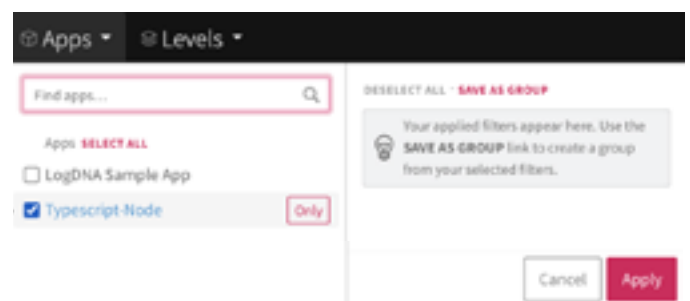 Apps Levels
Find apps...
Apps SELECT ALL
LogDNA Sample App
Typescript-Node Only
DESELECT ALL · SAVE AS GROUP
Your applied filters appear here. Use the
SAVE AS GROUP link to create a group
from your selected filters.
Cancel Apply